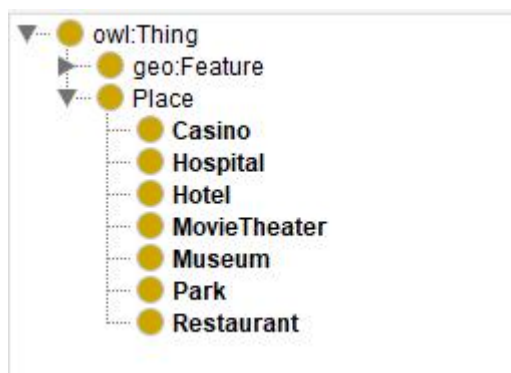 owl:Thing
geo:Feature
Place
Casino
Hospital
Hotel
MovieTheater
Museum
Park
Restaurant